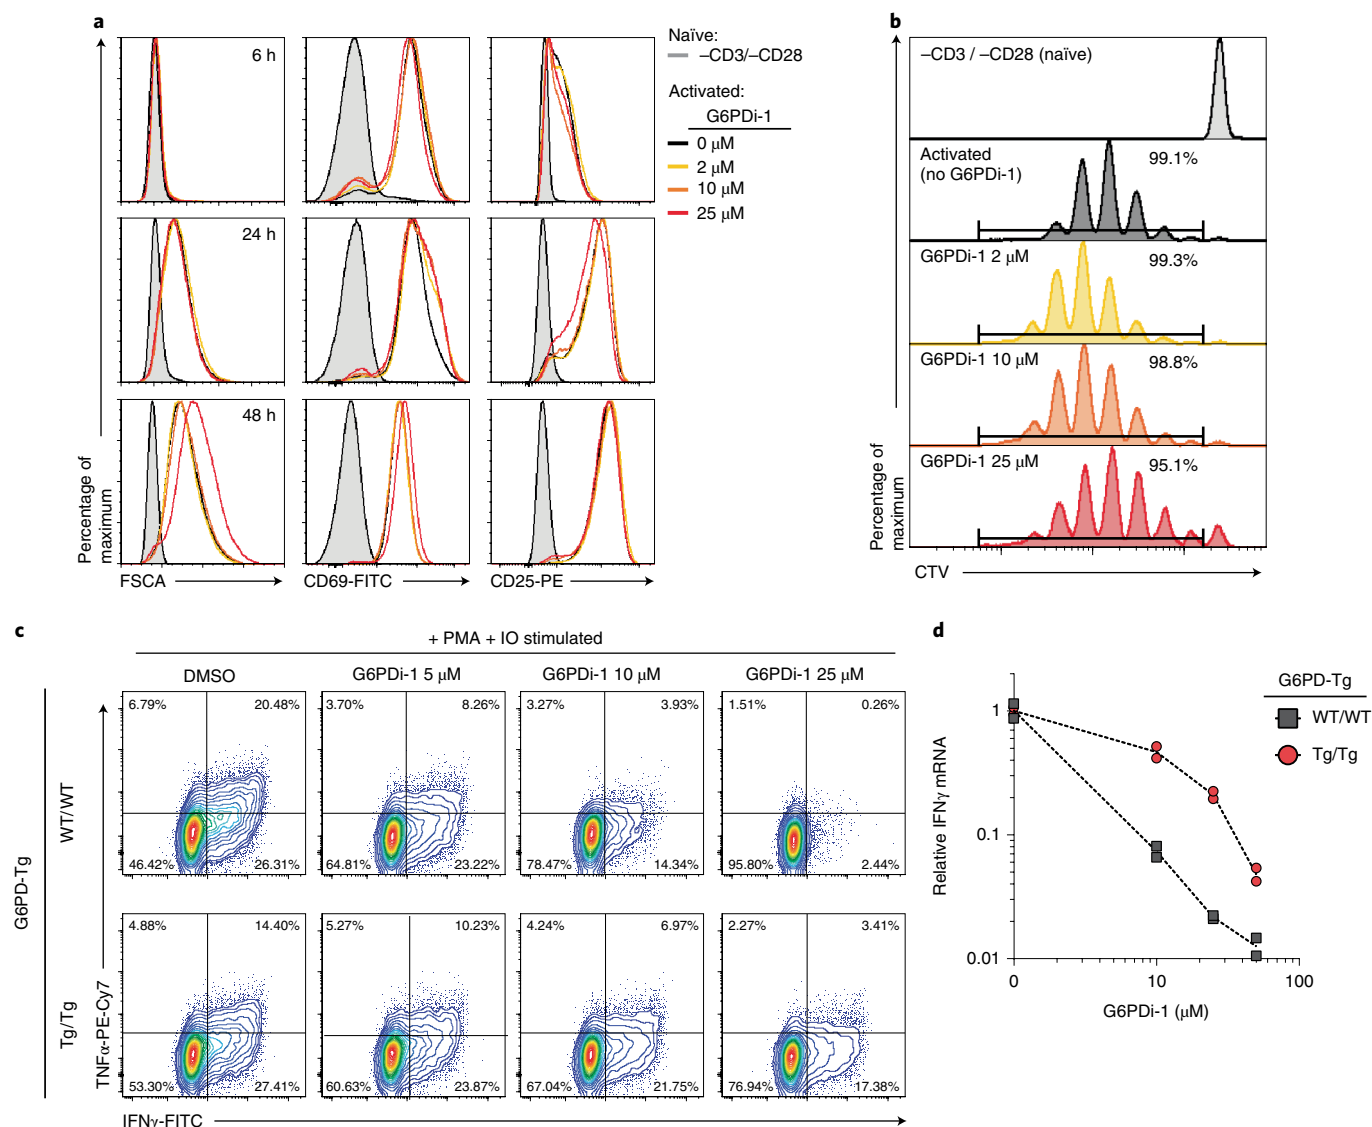 a
6 h
24 h
48 h
Percentage of
maximum
FSCA
CD69-FITC
CD25-PE
Naïve:
–CD3/–CD28
Activated:
G6PDi-1
0 μM
2 μM
10 μM
25 μM
b
–CD3 / –CD28 (naïve)
Activated
(no G6PDi-1)
99.1%
G6PDi-1 2 μM
99.3%
G6PDi-1 10 μM
98.8%
G6PDi-1 25 μM
95.1%
Percentage of
maximum
CTV
c
+ PMA + IO stimulated
DMSO
G6PDi-1 5 μM
G6PDi-1 10 μM
G6PDi-1 25 μM
G6PD-Tg
WT/WT
6.79% 20.48%
46.42% 26.31%
3.70% 8.26%
64.81% 23.22%
3.27% 3.93%
78.47% 14.34%
1.51% 0.26%
95.80% 2.44%
Tg/Tg
TNFα-PE-Cy7
4.88% 14.40%
53.30% 27.41%
5.27% 10.23%
60.63% 23.87%
4.24% 6.97%
67.04% 21.75%
2.27% 3.41%
76.94% 17.38%
IFNγ-FITC
d
Relative IFNγ mRNA
1
0.1
0.01
0
10
100
G6PDi-1 (μM)
G6PD-Tg
WT/WT
Tg/Tg